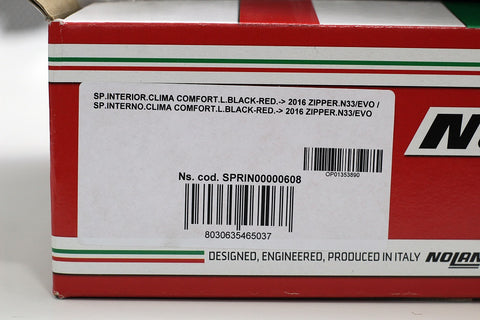 SP.INTERIOR.CLIMA COMFORT.L.BLACK-RED.-> 2016 ZIPPER.N33/EVO /
SP.INTERNO.CLIMA COMFORT.L.BLACK-RED.-> 2016 ZIPPER.N33/EVO
OP01353890
Ns. cod. SPRIN00000608
8030635465037
DESIGNED, ENGINEERED, PRODUCED IN ITALY NOLAN